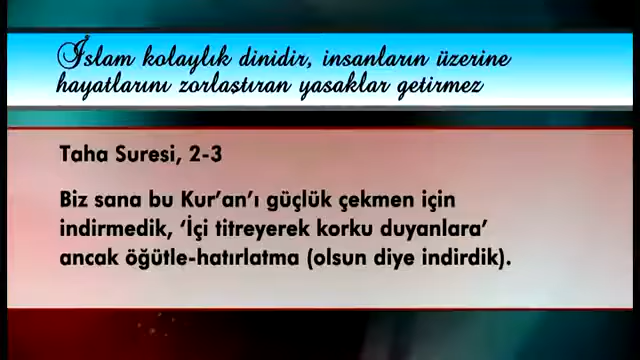 İslam kolaylık dinidir, insanların üzerine
hayatlarını zorlaştıran yasaklar getirmez
Taha Suresi, 2-3
Biz sana bu Kur'an'ı güçlük çekmen için
indirmedik, 'İçi titreyerek korku duyanlara'
ancak öğütle-hatırlatma (olsun diye indirdik).